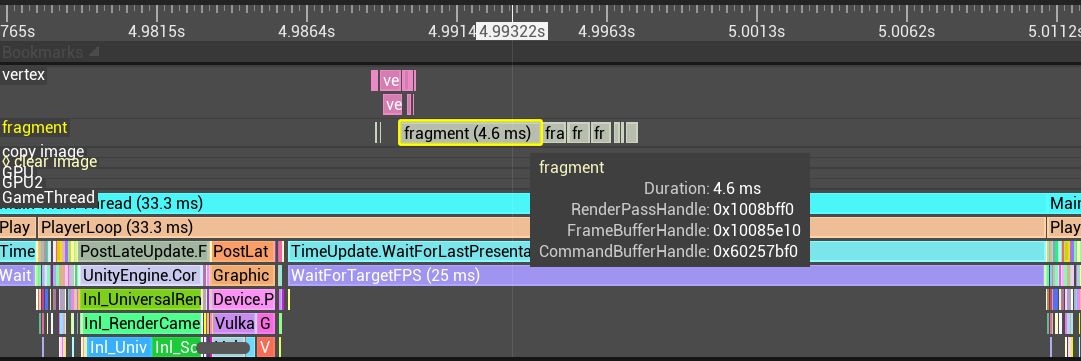 765s 4.9815s 4.9864s 4.9914 4.99322s 4.9963s 5.0013s 5.0062s 5.0112s
Bookmarks
vertex
ve
ve
fragment
fragment (4.6 ms) fra fr fr
copy image
clear image
GPU
GPU2
GameThread
Thread (33.3 ms) Mai
Play PlayerLoop (33.3 ms) Play
Time PostLateUpdate.F PostLat TimeUpdate.WaitForLastPresenta
Wait UnityEngine.Cor Graphic WaitForTargetFPS (25 ms)
Inl_UniversalRen Device.P
Inl_RenderCame Vulka G
Inl_Univ Inl_Sc V
fragment
Duration: 4.6 ms
RenderPassHandle: 0x1008bff0
FrameBufferHandle: 0x10085e10
CommandBufferHandle: 0x60257bf0